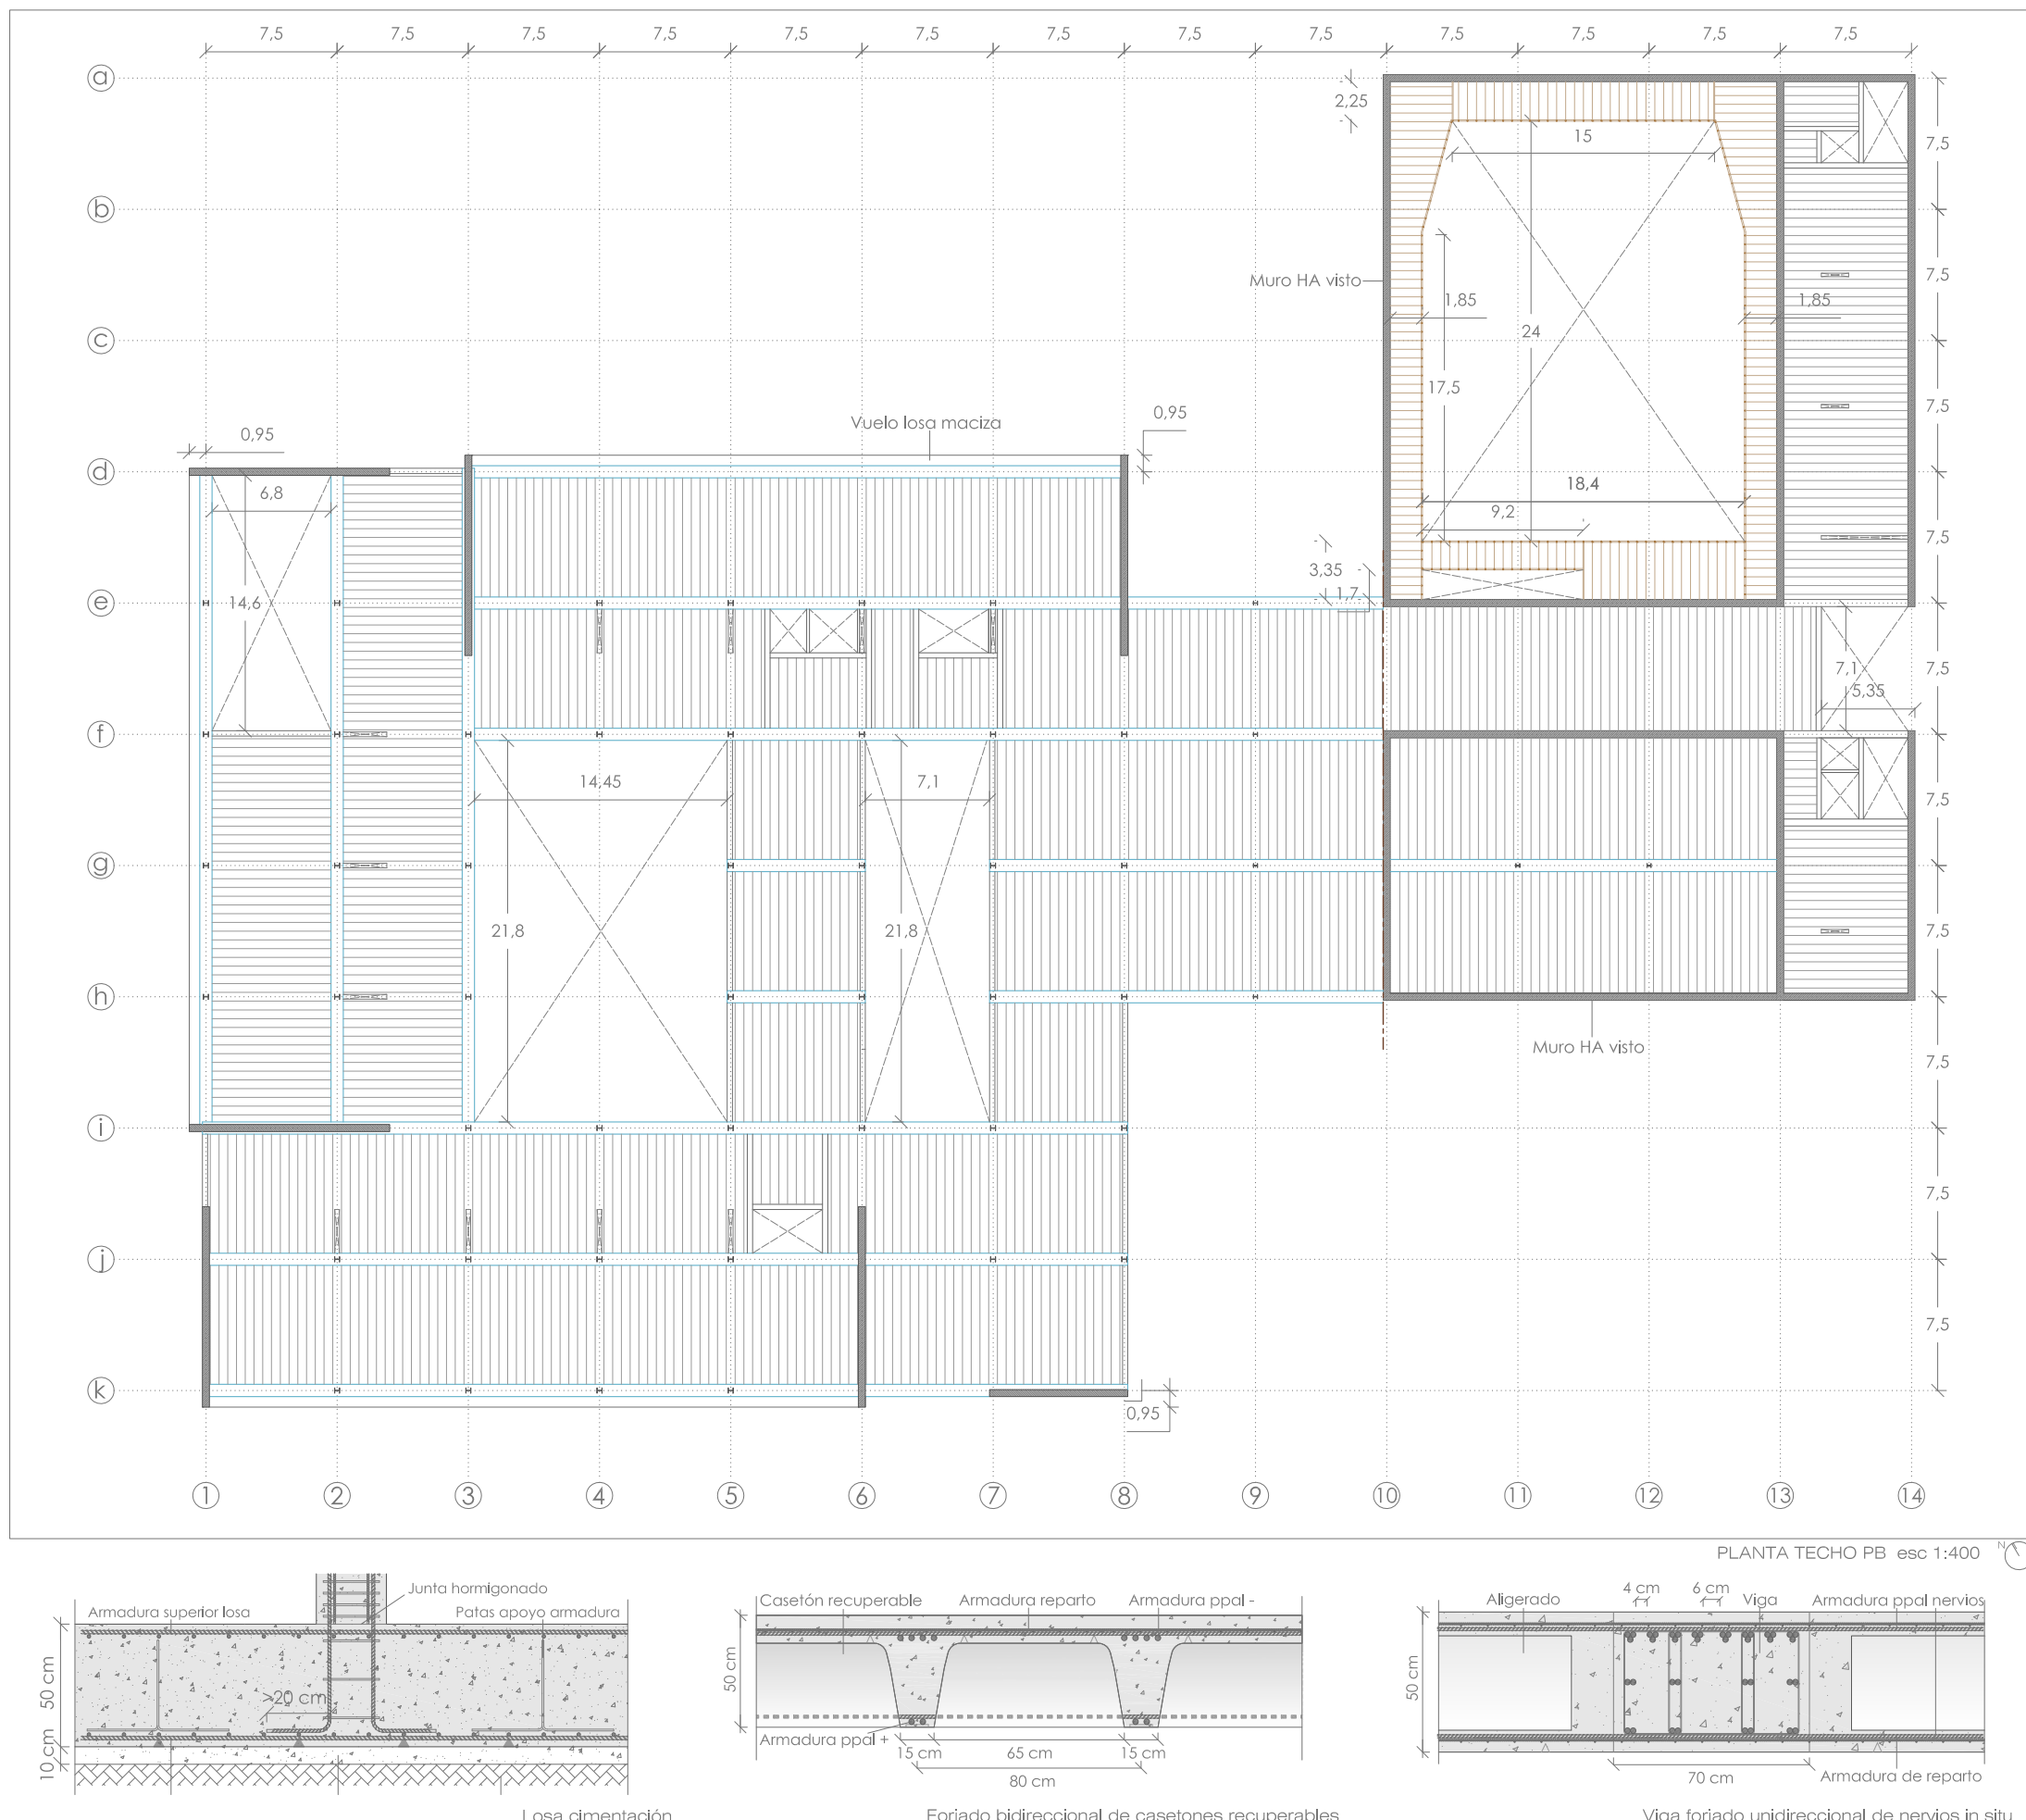 7,5 7,5 7,5 7,5 7,5 7,5 7,5 7,5 7,5 7,5 7,5 7,5 7,5
a
2,25
15
7,5
b
Muro HA visto
7,5
1,85
1,85
c
24
17,5
7,5
Vuelo losa maciza
0,95
0,95
d
6,8
18,4
9,2
7,5
3,35
1,7
e
14,6
7,1
5,35
7,5
f
14,45
7,1
7,5
g
21,8
21,8
7,5
h
Muro HA visto
7,5
i
7,5
j
7,5
k
0,95
1 2 3 4 5 6 7 8 9 10 11 12 13 14
PLANTA TECHO PB esc 1:400
N
Junta hormigonado
Armadura superior losa
Patas apoyo armadura
50 cm
>20 cm
10 cm
Losa cimentación
Casetón recuperable
Armadura reparto
Armadura ppal -
50 cm
Armadura ppal +
15 cm
65 cm
15 cm
80 cm
Forjado bidireccional de casetones recuperables
4 cm
6 cm
Aligerado
Viga
Armadura ppal nervios
50 cm
70 cm
Armadura de reparto
Viga forjado unidireccional de nervios in situ